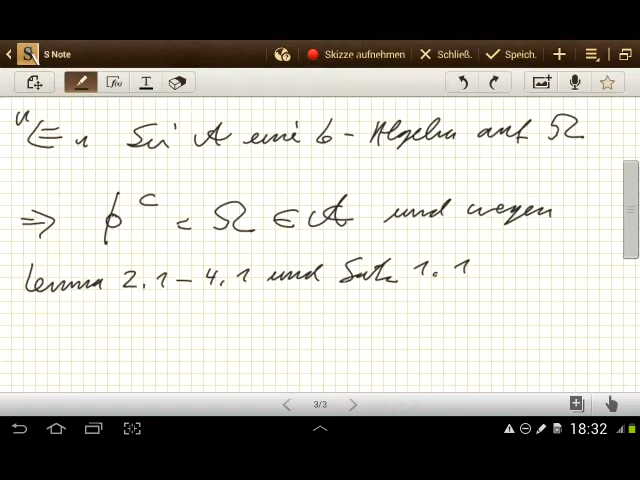 S Note
Skizze aufnehmen
Schließ.
Speich.
T
"⇐" Sei A eine σ-Algebra auf Ω
⇒ ∅^c = Ω ∈ A und wegen
Lemma 2.1-4.1 und Satz 1.1
3/3
18:32